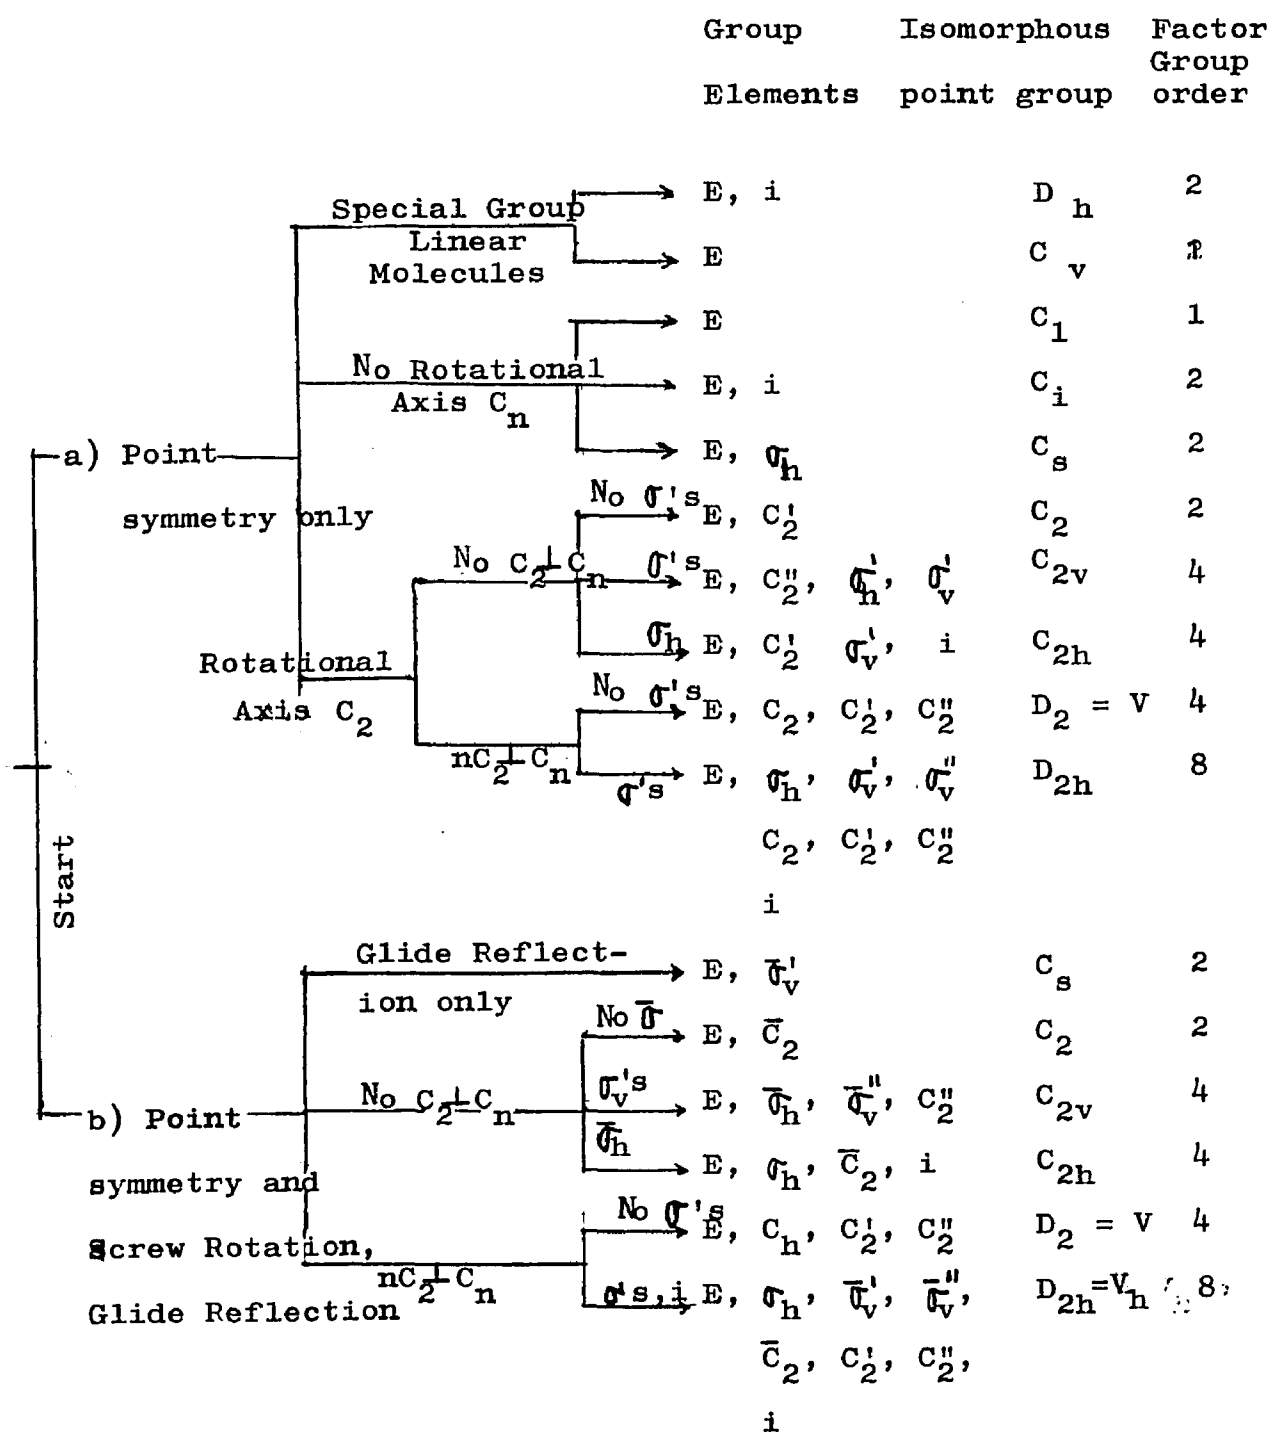 Group Isomorphous Factor
Group
Elements point group order
Special Group E, i D h 2
Linear E C v
Molecules
E C₁ 1
No Rotational E, i Cᵢ 2
Axis Cₙ
a) Point E, σₕ Cₛ 2
symmetry only No σ's E, C₂' C₂ 2
No C₂⊥Cₙ σ's E, C₂'', σₕ', σᵥ' C₂ᵥ 4
Rotational σₕ E, C₂' σᵥ', i C₂ₕ 4
Axis C₂ No σ's E, C₂, C₂', C₂'' D₂ = V 4
nC₂⊥Cₙ σ's E, σₕ, σᵥ', σᵥ'' D₂ₕ 8
C₂, C₂', C₂''
i
Start
Glide Reflect- E, σ̄ᵥ' Cₛ 2
ion only
No σ̄ E, C̄₂ C₂ 2
b) Point No C₂⊥Cₙ σᵥ's E, σ̄ₕ, σ̄ᵥ'', C₂'' C₂ᵥ 4
symmetry and σ̄ₕ E, σₕ, C̄₂, i C₂ₕ 4
Screw Rotation, No σ's E, Cₕ, C₂', C₂'' D₂ = V 4
Glide Reflection nC₂⊥Cₙ σ's,i E, σₕ, σ̄ᵥ', σ̄ᵥ'', D₂ₕ=Vₕ 8
C̄₂, C₂', C₂'',
i